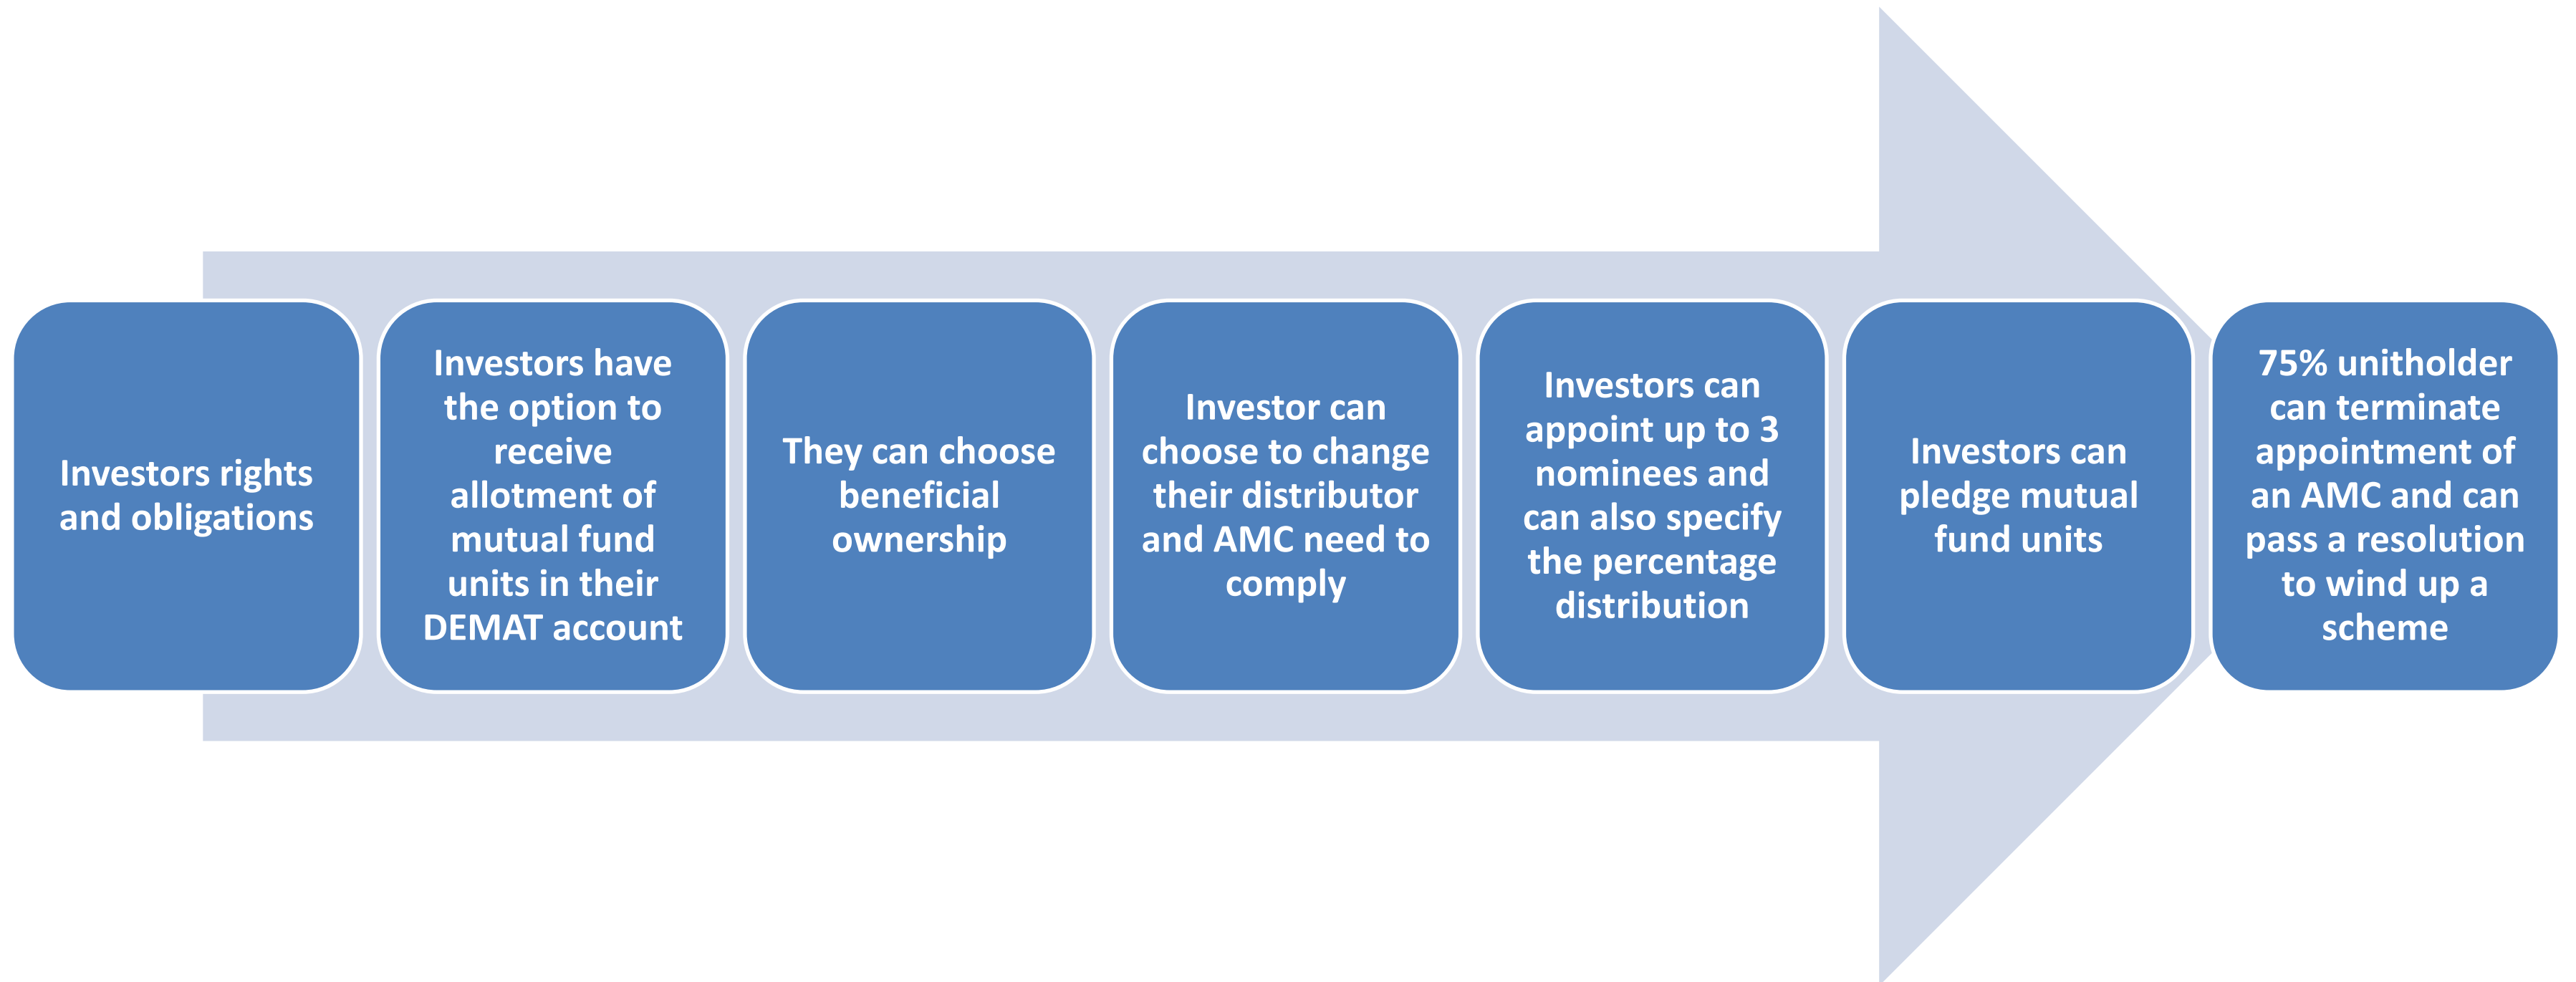 Investors rights
and obligations
Investors have
the option to
receive
allotment of
mutual fund
units in their
DEMAT account
They can choose
beneficial
ownership
Investor can
choose to change
their distributor
and AMC need to
comply
Investors can
appoint up to 3
nominees and
can also specify
the percentage
distribution
Investors can
pledge mutual
fund units
75% unitholder
can terminate
appointment of
an AMC and can
pass a resolution
to wind up a
scheme